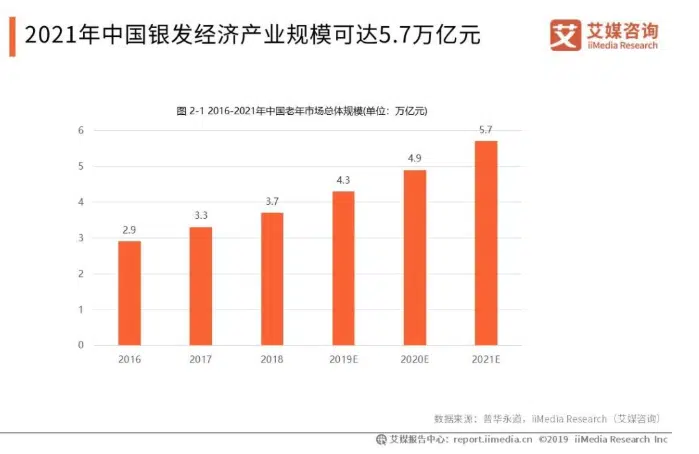 2021年中国银发经济产业规模可达5.7万亿元
艾媒咨询
iiMedia Research
图 2-1 2016-2021年中国老年市场总体规模(单位：万亿元)
6
5
4
3
2
1
0
2.9
3.3
3.7
4.3
4.9
5.7
2016
2017
2018
2019E
2020E
2021E
数据来源：普华永道，iiMedia Research（艾媒咨询）
艾媒报告中心：report.iimedia.cn ©2019 iiMedia Research Inc